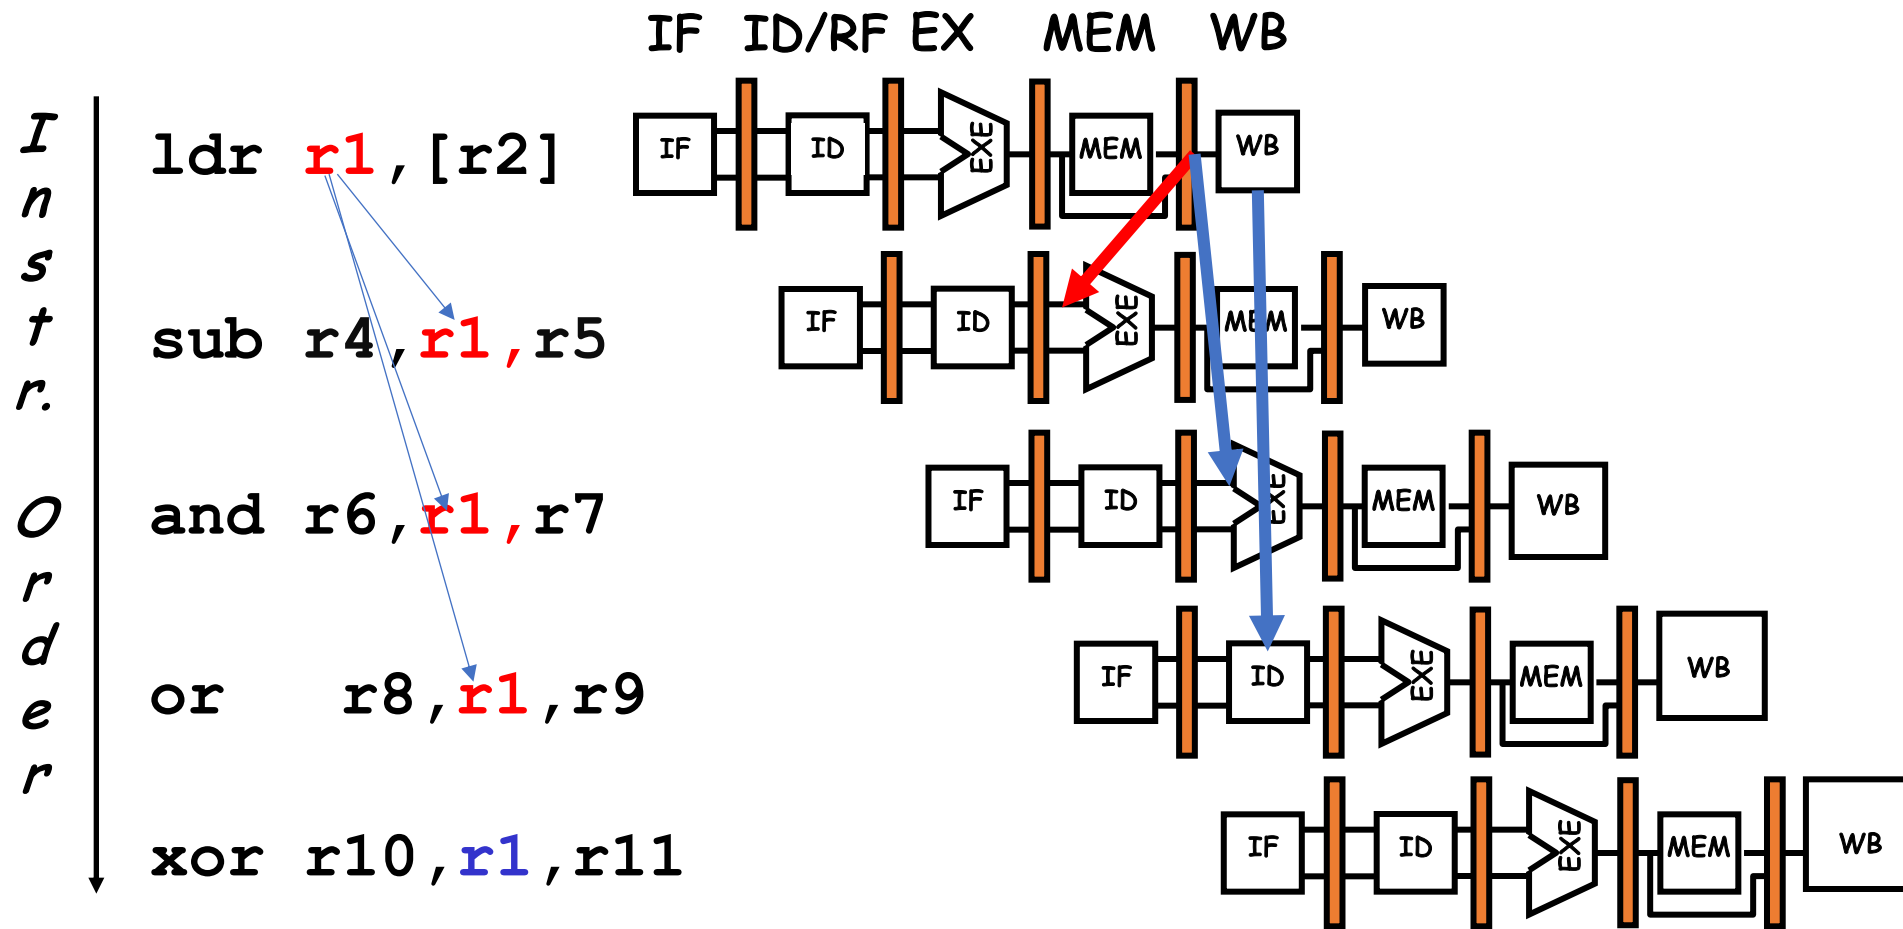 IF ID/RF EX MEM WB
Instr. Order
ldr r1,[r2]
IF ID EXE MEM WB
sub r4,r1,r5
IF ID EXE MEM WB
and r6,r1,r7
IF ID EXE MEM WB
or r8,r1,r9
IF ID EXE MEM WB
xor r10,r1,r11
IF ID EXE MEM WB